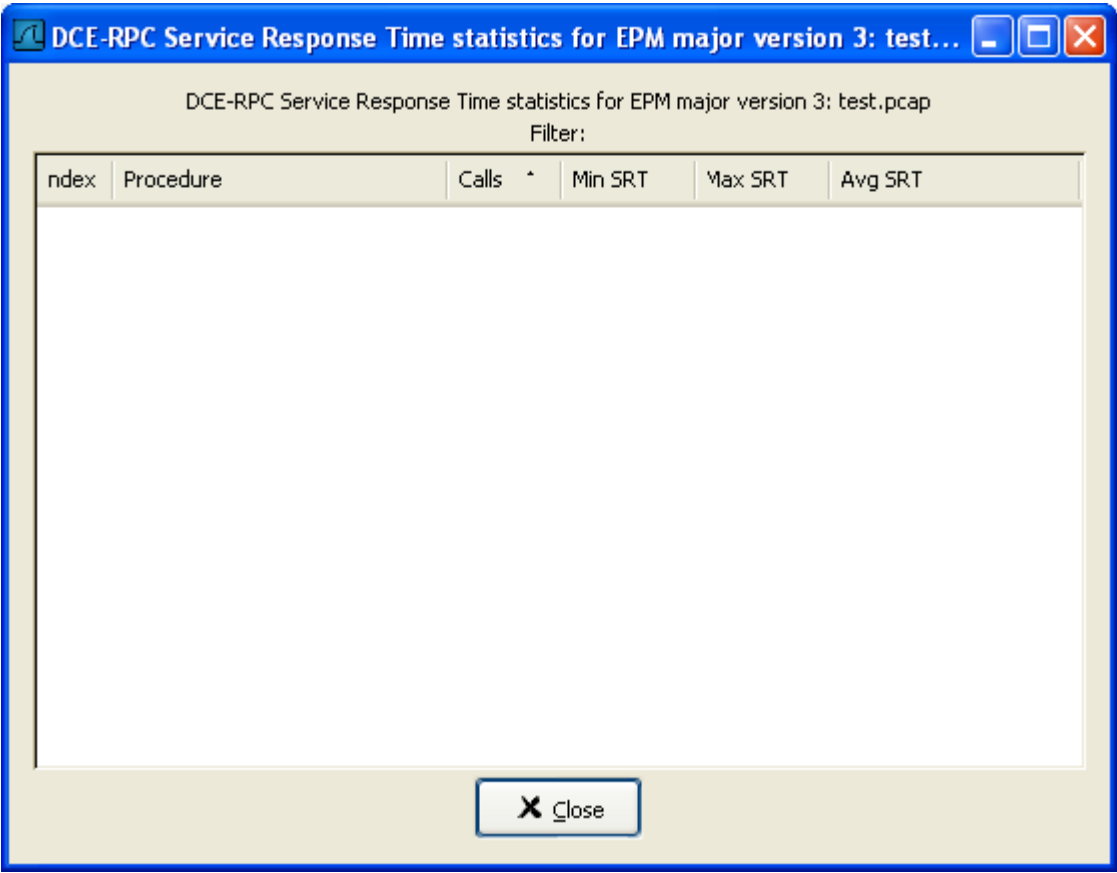 DCE-RPC Service Response Time statistics for EPM major version 3: test...
DCE-RPC Service Response Time statistics for EPM major version 3: test.pcap
Filter:
ndex Procedure Calls Min SRT Max SRT Avg SRT
Close